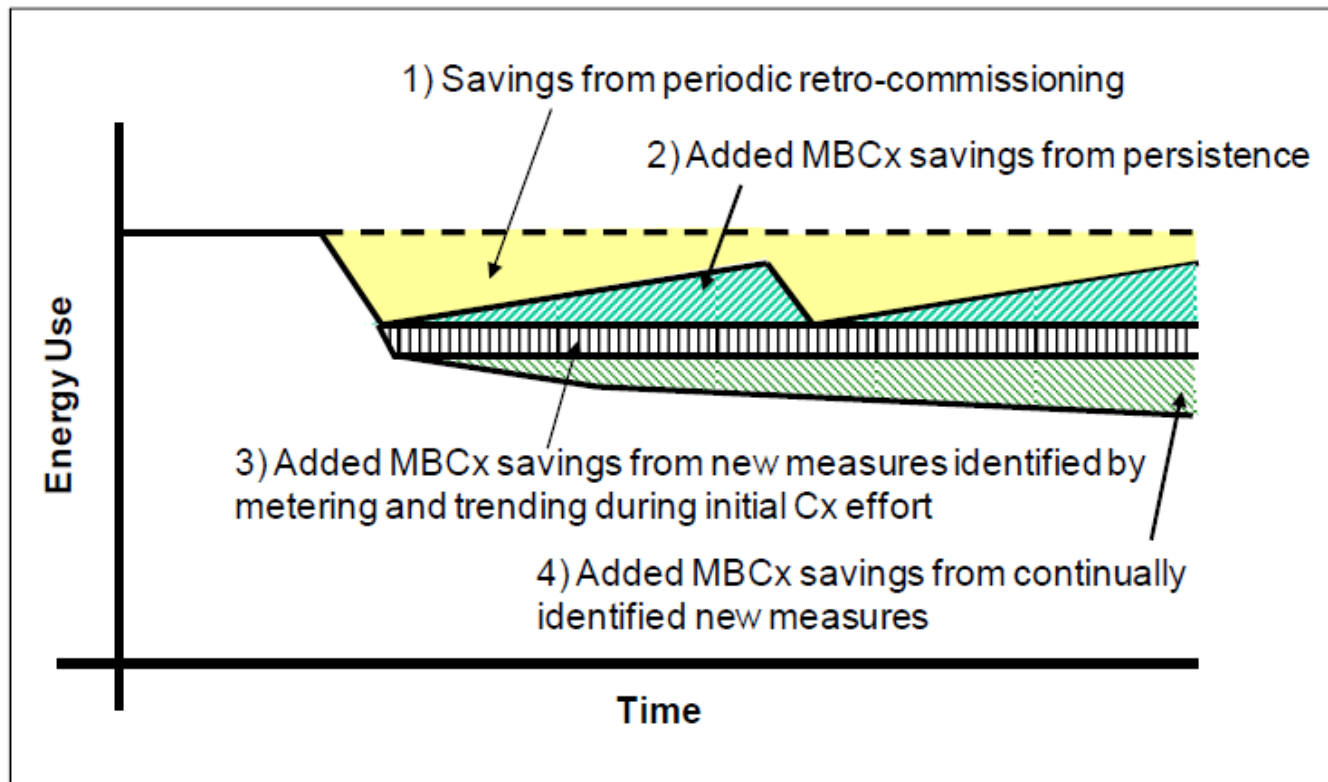 1) Savings from periodic retro-commissioning
2) Added MBCx savings from persistence
Energy Use
3) Added MBCx savings from new measures identified by
metering and trending during initial Cx effort
4) Added MBCx savings from continually
identified new measures
Time